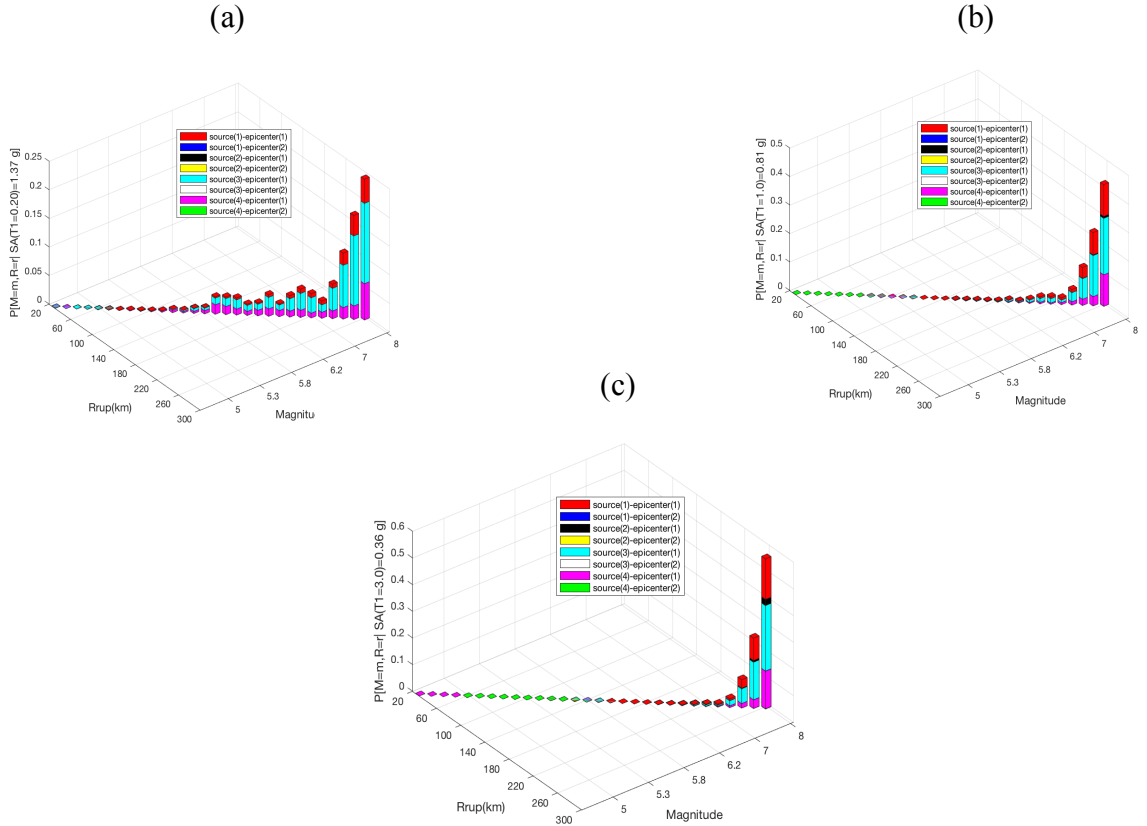 (a)
P[M=m,R=r| SA(T1=0.20)=1.37 g]
0.25
0.2
0.15
0.1
0.05
0
20
60
100
140
180
220
260
300
Rrup(km)
5
5.3
5.8
6.2
7
8
Magnitu
source(1)-epicenter(1)
source(1)-epicenter(2)
source(2)-epicenter(1)
source(2)-epicenter(2)
source(3)-epicenter(1)
source(3)-epicenter(2)
source(4)-epicenter(1)
source(4)-epicenter(2)
(b)
P[M=m,R=r| SA(T1=1.0)=0.81 g]
0.5
0.4
0.3
0.2
0.1
0
20
60
100
140
180
220
260
300
Rrup(km)
5
5.3
5.8
6.2
7
8
Magnitude
source(1)-epicenter(1)
source(1)-epicenter(2)
source(2)-epicenter(1)
source(2)-epicenter(2)
source(3)-epicenter(1)
source(3)-epicenter(2)
source(4)-epicenter(1)
source(4)-epicenter(2)
(c)
P[M=m,R=r| SA(T1=3.0)=0.36 g]
0.6
0.5
0.4
0.3
0.2
0.1
0
20
60
100
140
180
220
260
300
Rrup(km)
5
5.3
5.8
6.2
7
8
Magnitude
source(1)-epicenter(1)
source(1)-epicenter(2)
source(2)-epicenter(1)
source(2)-epicenter(2)
source(3)-epicenter(1)
source(3)-epicenter(2)
source(4)-epicenter(1)
source(4)-epicenter(2)